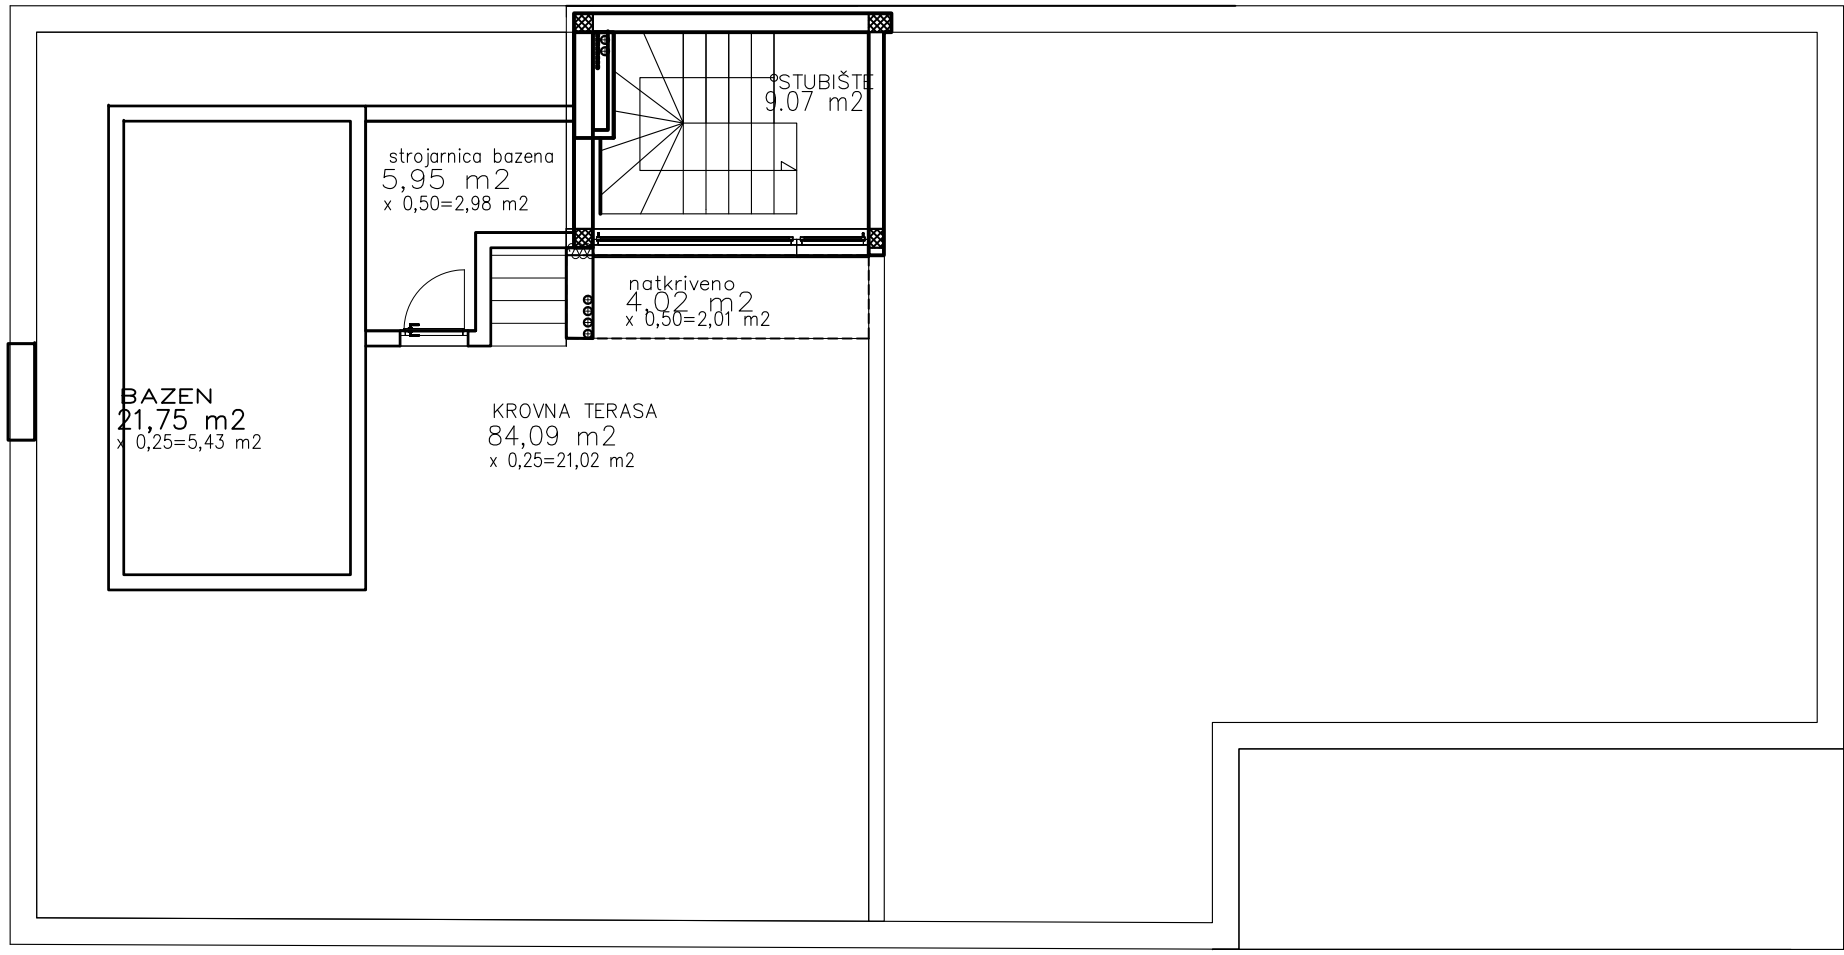 STUBIŠTE
9.07 m2
strojarnica bazena
5,95 m2
x 0,50=2,98 m2
natkriveno
4,02 m2
x 0,50=2,01 m2
BAZEN
21,75 m2
x 0,25=5,43 m2
KROVNA TERASA
84,09 m2
x 0,25=21,02 m2